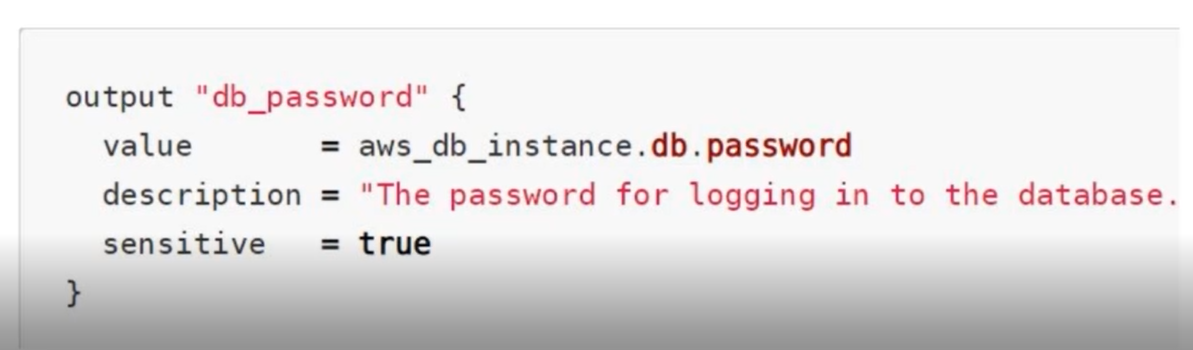 output "db_password" {
  value       = aws_db_instance.db.password
  description = "The password for logging in to the database.
  sensitive   = true
}